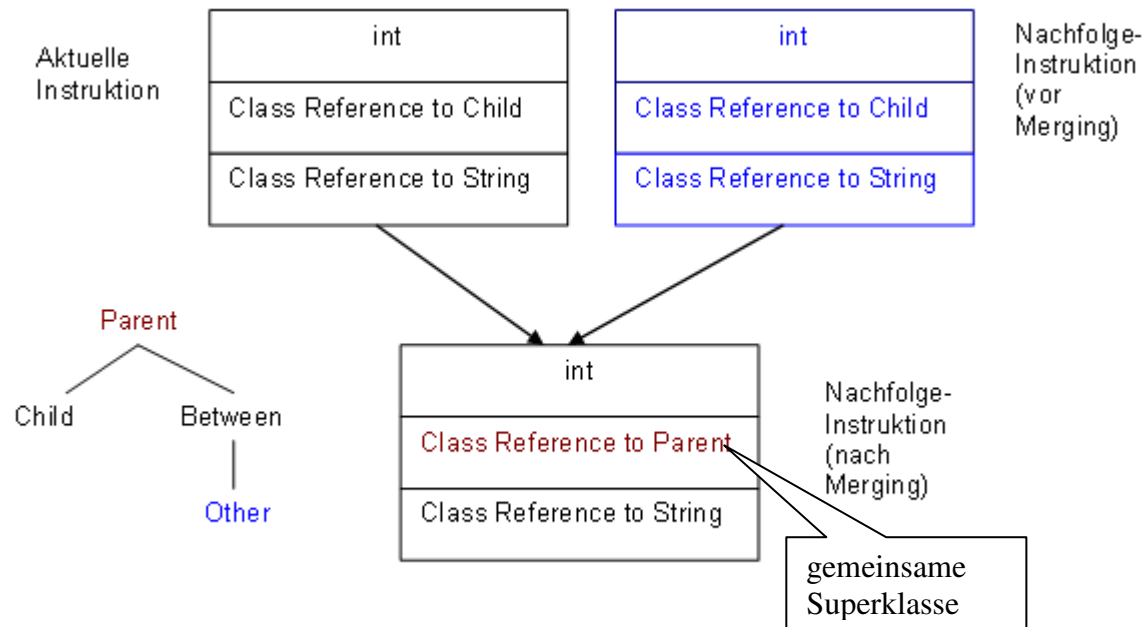 Aktuelle
Instruktion
int
Class Reference to Child
Class Reference to String
int
Class Reference to Child
Class Reference to String
Nachfolge-
Instruktion
(vor
Merging)
Parent
Child
Between
Other
int
Class Reference to Parent
Class Reference to String
Nachfolge-
Instruktion
(nach
Merging)
gemeinsame
Superklasse